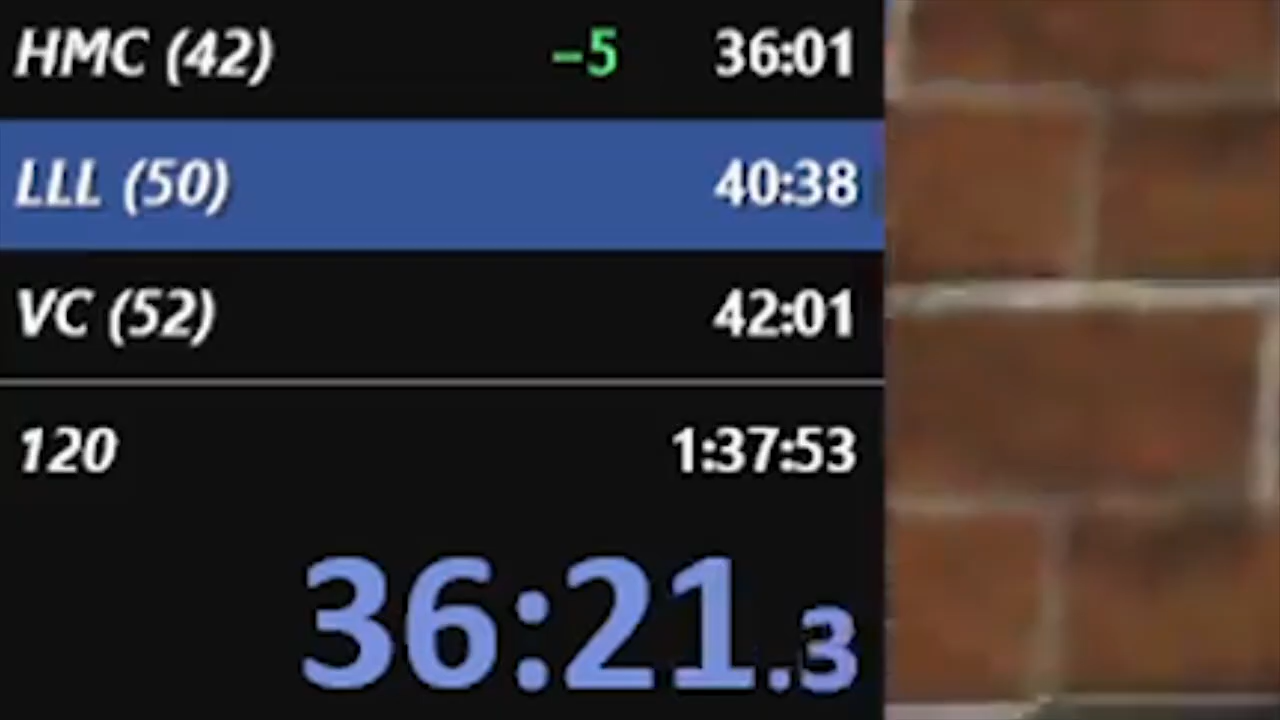 HMC (42) −5 36:01
LLL (50) 40:38
VC (52) 42:01
120 1:37:53
36:21.3